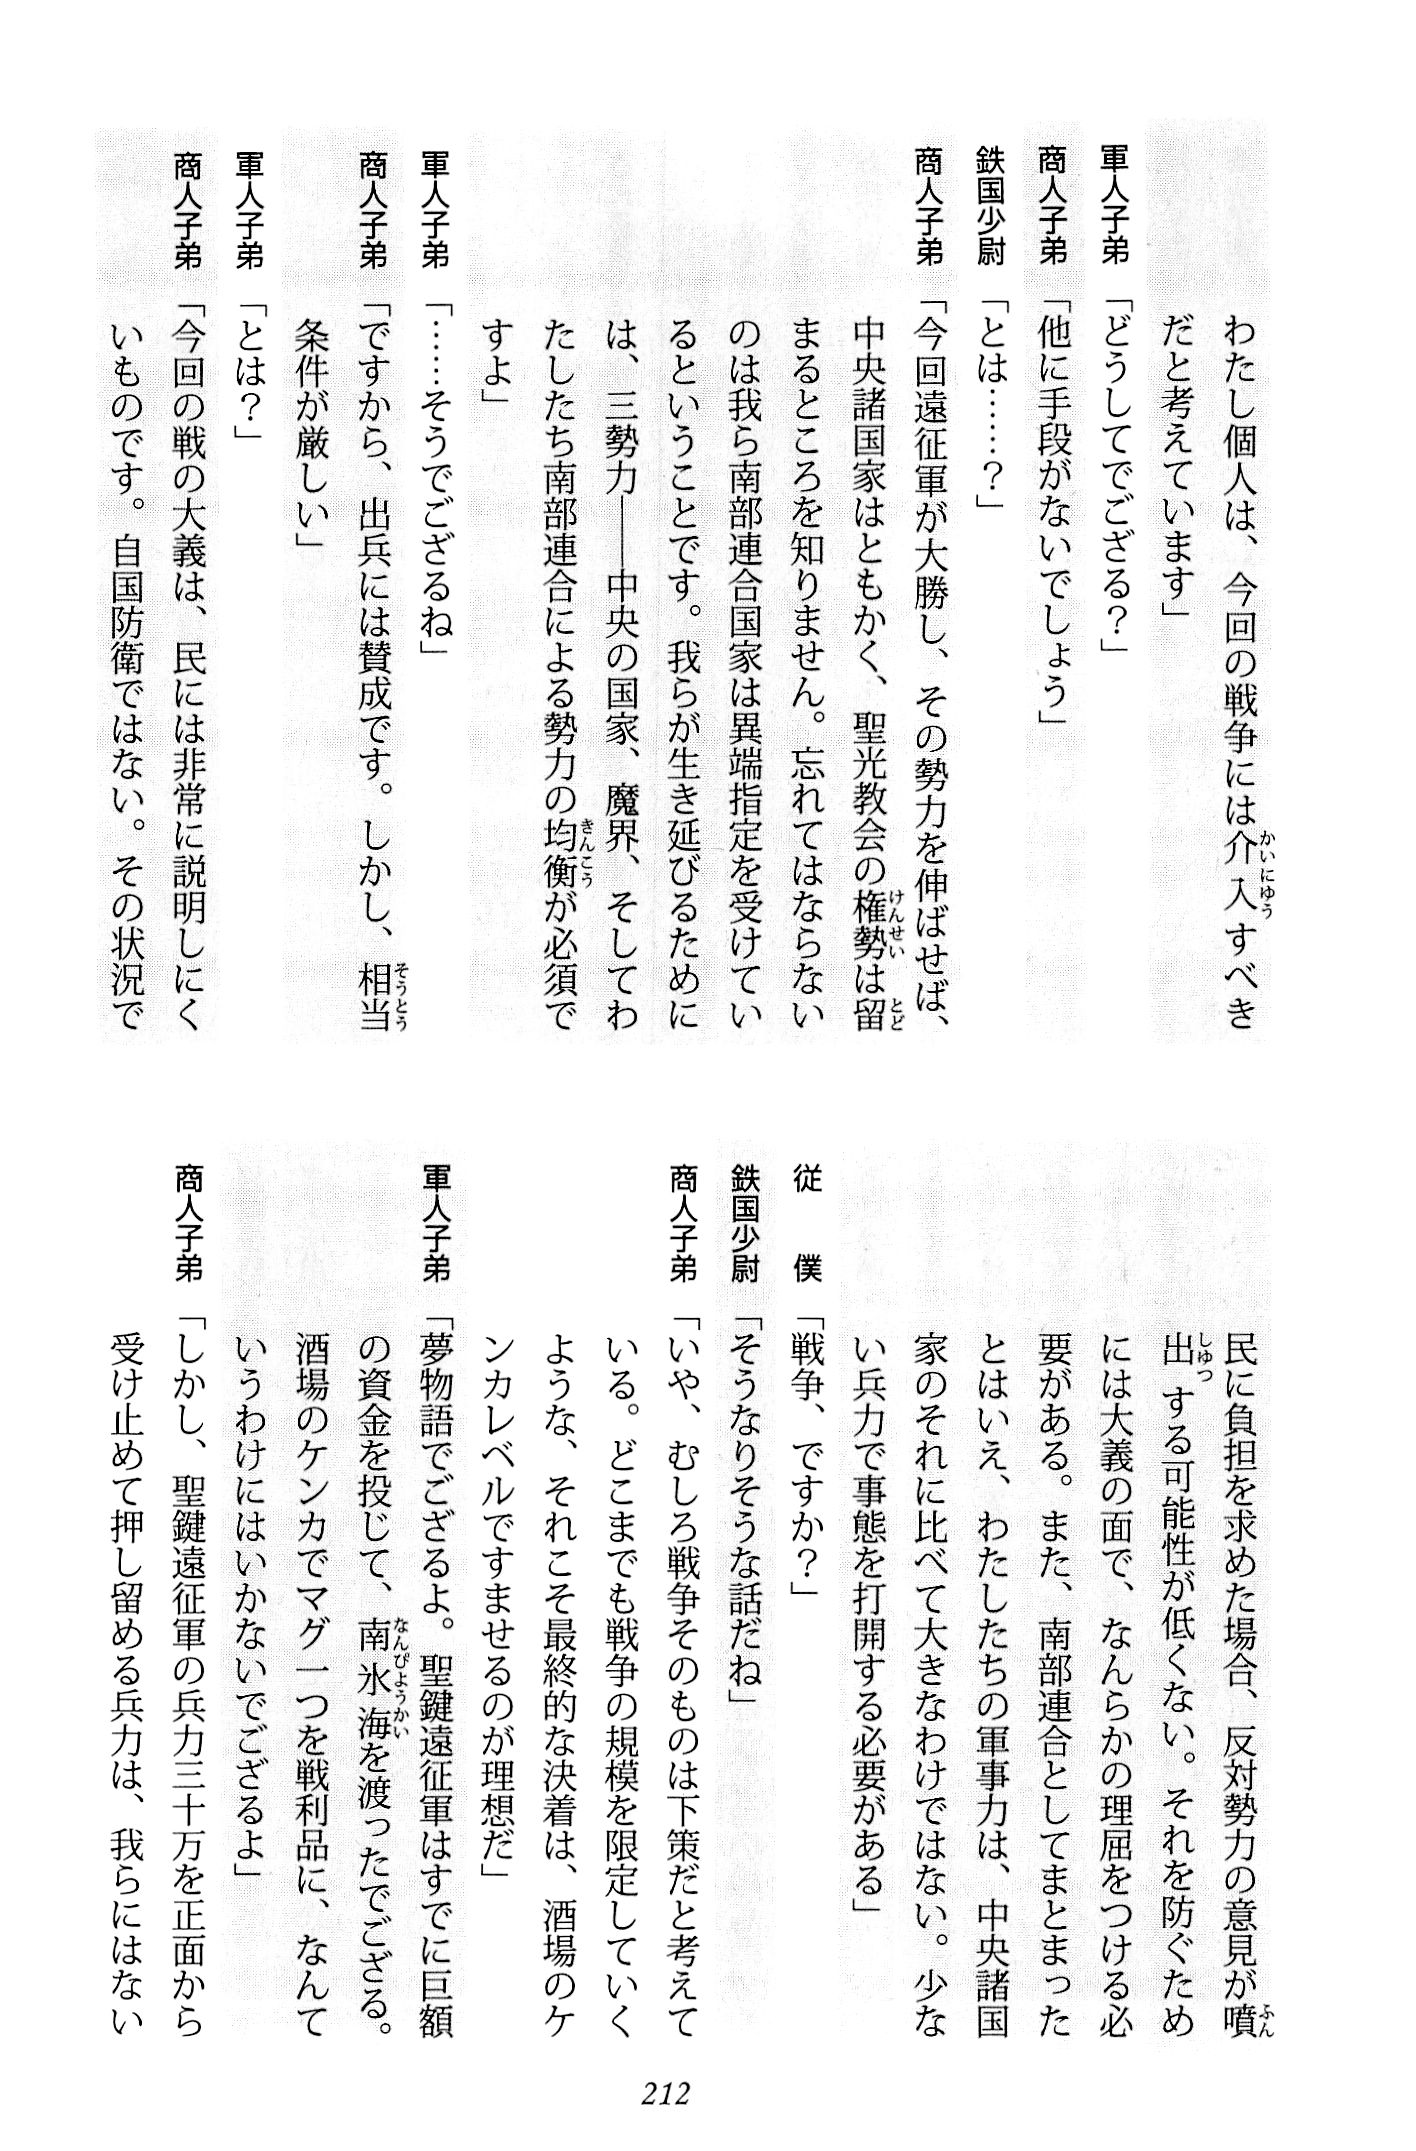 わたし個人は、今回の戦争には介入すべき
だと考えています」
軍人子弟「どうしてでござる？」
商人子弟「他に手段がないでしょう」
鉄国少尉「とは……？」
商人子弟「今回遠征軍が大勝し、その勢力を伸ばせば、
中央諸国家はともかく、聖光教会の権勢は留
まるところを知りません。忘れてはならない
のは我ら南部連合国家は異端指定を受けてい
るということです。我らが生き延びるために
は、三勢力――中央の国家、魔界、そしてわ
たしたち南部連合による勢力の均衡が必須で
すよ」
軍人子弟「……そうでござるね」
商人子弟「ですから、出兵には賛成です。しかし、相当
条件が厳しい」
軍人子弟「とは？」
商人子弟「今回の戦の大義は、民には非常に説明しにく
いものです。自国防衛ではない。その状況で
民に負担を求めた場合、反対勢力の意見が噴
出する可能性が低くない。それを防ぐため
には大義の面で、なんらかの理屈をつける必
要がある。また、南部連合としてまとまった
とはいえ、わたしたちの軍事力は、中央諸国
家のそれに比べて大きなわけではない。少な
い兵力で事態を打開する必要がある」
従　僕「戦争、ですか？」
鉄国少尉「そうなりそうな話だね」
商人子弟「いや、むしろ戦争そのものは下策だと考えて
いる。どこまでも戦争の規模を限定していく
ような、それこそ最終的な決着は、酒場のケ
ンカレベルですませるのが理想だ」
軍人子弟「夢物語でござるよ。聖鍵遠征軍はすでに巨額
の資金を投じて、南氷海を渡ったでござる。
酒場のケンカでマグ一つを戦利品に、なんて
いうわけにはいかないでござるよ」
商人子弟「しかし、聖鍵遠征軍の兵力三十万を正面から
受け止めて押し留める兵力は、我らにはない
212